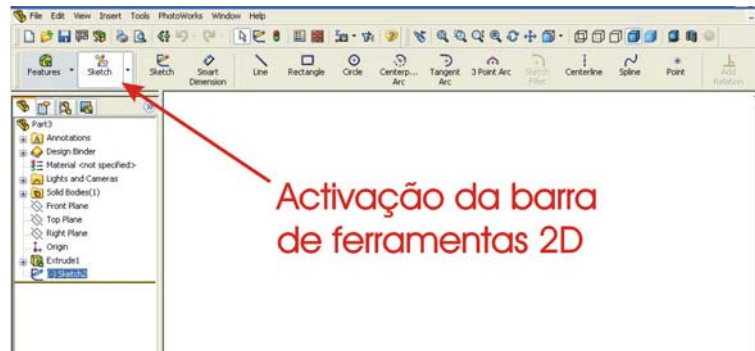 File Edit View Insert Tools PhotoWorks Window Help
Features Sketch Sketch Smart Dimension Line Rectangle Circle Centerp... Arc Tangent Arc 3 Point Arc Sketch Fillet Centerline Spline Point Add Relation
Part3
Annotations
Design Binder
Material <not specified>
Lights and Cameras
Solid Bodies(1)
Front Plane
Top Plane
Right Plane
Origin
Extrude1
(-) Sketch2
Activação da barra
de ferramentas 2D